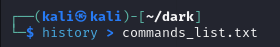 ┌──(kali㉿kali)-[~/dark]
└─$ history > commands_list.txt